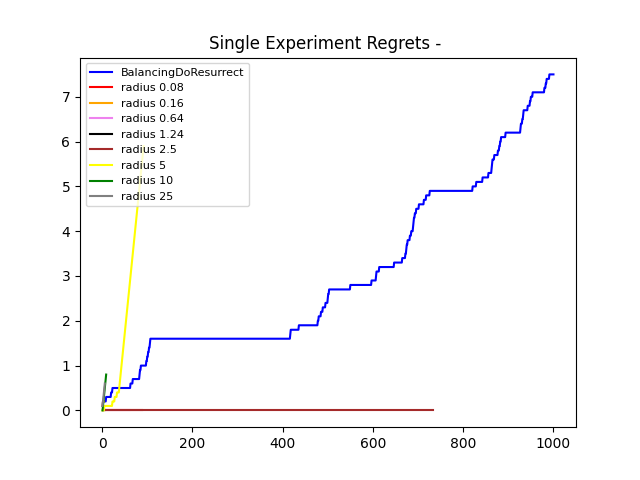 Single Experiment Regrets -
BalancingDoResurrect
radius 0.08
radius 0.16
radius 0.64
radius 1.24
radius 2.5
radius 5
radius 10
radius 25
7
6
5
4
3
2
1
0
0 200 400 600 800 1000